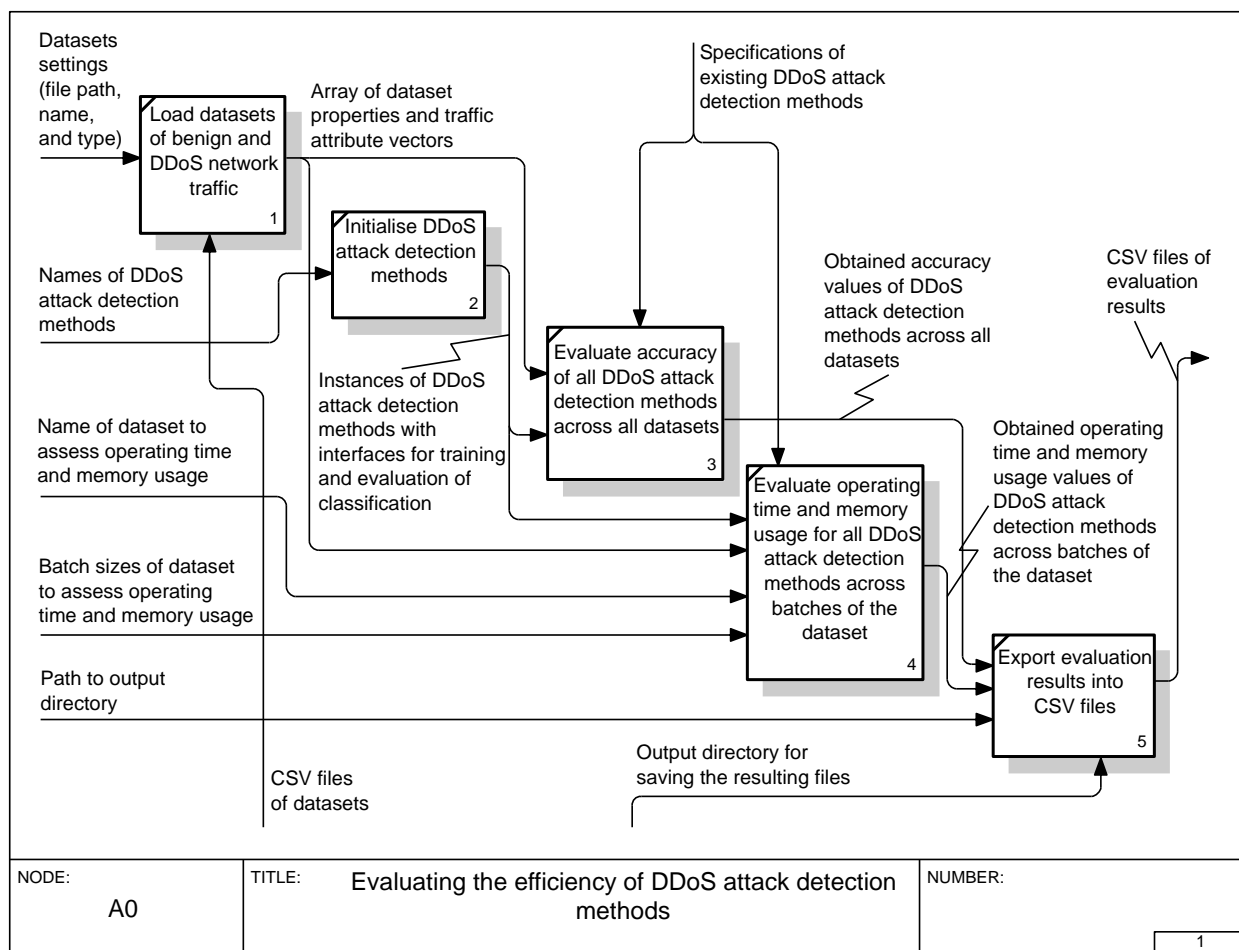 Datasets
settings
(file path,
name,
and type)
Load datasets
of benign and
DDoS network
traffic
1
Array of dataset
properties and traffic
attribute vectors
Specifications of
existing DDoS attack
detection methods
Names of DDoS
attack detection
methods
Initialise DDoS
attack detection
methods
2
Obtained accuracy
values of DDoS
attack detection
methods across all
datasets
CSV files of
evaluation
results
Instances of DDoS
attack detection
methods with
interfaces for training
and evaluation of
classification
Evaluate accuracy
of all DDoS attack
detection methods
across all datasets
3
Name of dataset to
assess operating time
and memory usage
Obtained operating
time and memory
usage values of
DDoS attack
detection methods
across batches of
the dataset
Evaluate operating
time and memory
usage for all DDoS
attack detection
methods across
batches of the
dataset
4
Batch sizes of dataset
to assess operating
time and memory usage
Path to output
directory
Export evaluation
results into
CSV files
5
CSV files
of datasets
Output directory for
saving the resulting files
NODE:
A0
TITLE:
Evaluating the efficiency of DDoS attack detection
methods
NUMBER:
1